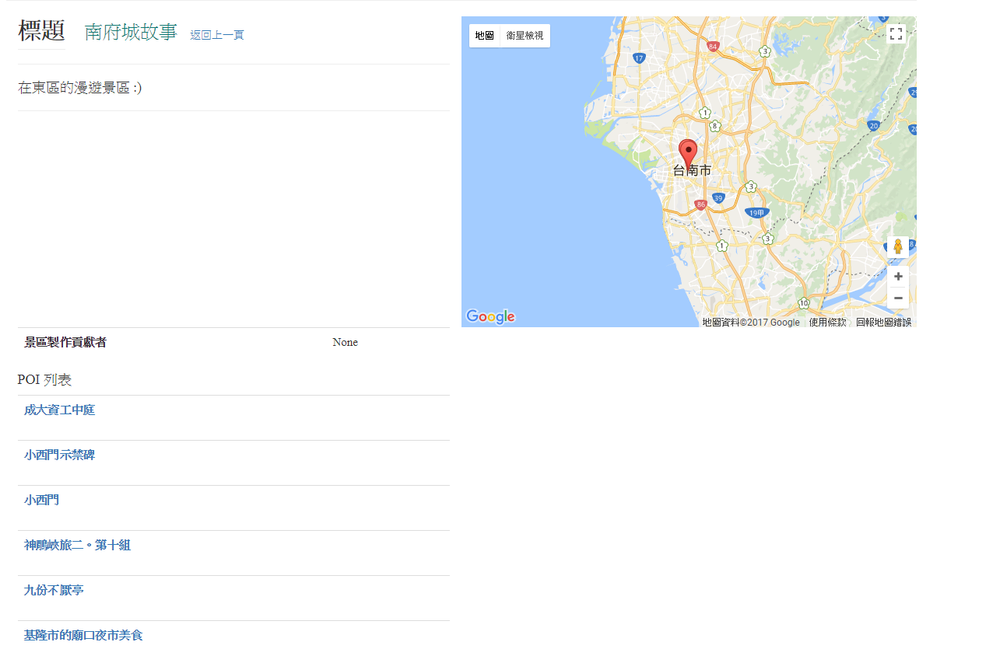 標題 南府城故事 返回上一頁
在東區的漫遊景區 :)
景區製作貢獻者 None
POI 列表
成大資工中庭
小西門示禁碑
小西門
神鵰峽旅二。第十組
九份不厭亭
基隆市的廟口夜市美食
地圖 衛星檢視
84
3
17
29
1
8
20
台南市
3
39
86
19甲
3
1
8
10
Google
地圖資料©2017 Google 使用條款 回報地圖錯誤